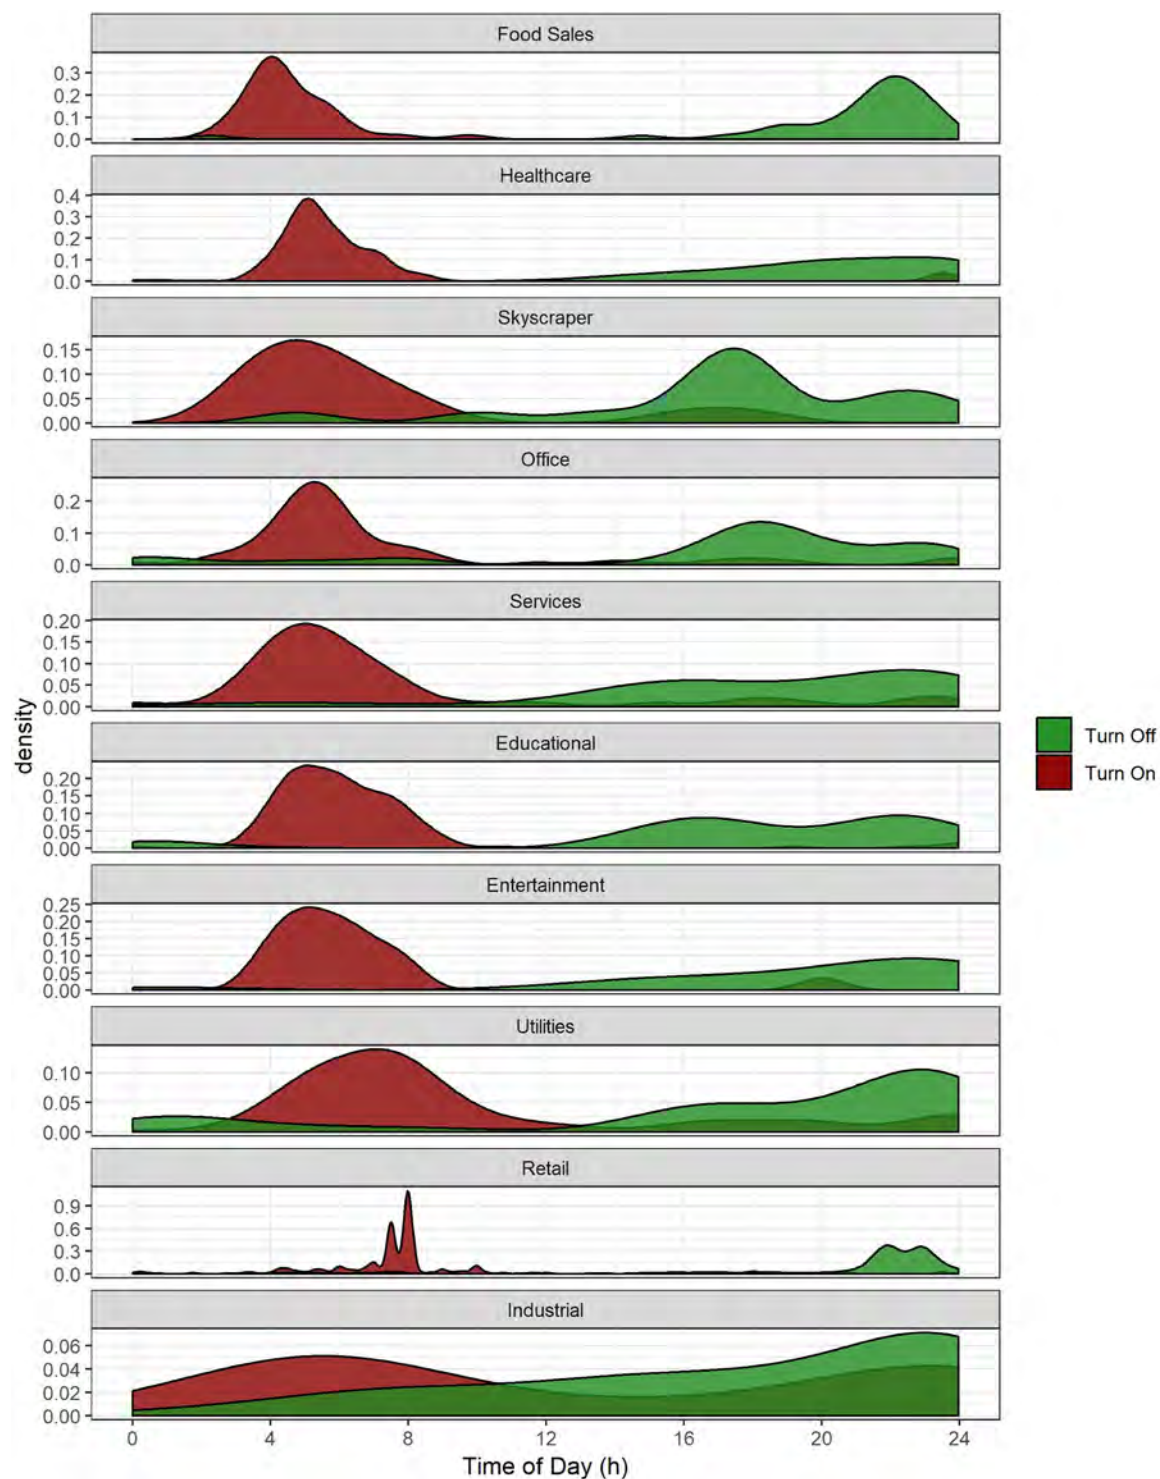 Food Sales
0.3
0.2
0.1
0.0
Healthcare
0.4
0.3
0.2
0.1
0.0
Skyscraper
0.15
0.10
0.05
0.00
Office
0.2
0.1
0.0
Services
0.20
0.15
0.10
0.05
0.00
density
Educational
0.20
0.15
0.10
0.05
0.00
Turn Off
Turn On
Entertainment
0.25
0.20
0.15
0.10
0.05
0.00
Utilities
0.10
0.05
0.00
Retail
0.9
0.6
0.3
0.0
Industrial
0.06
0.04
0.02
0.00
0 4 8 12 16 20 24
Time of Day (h)